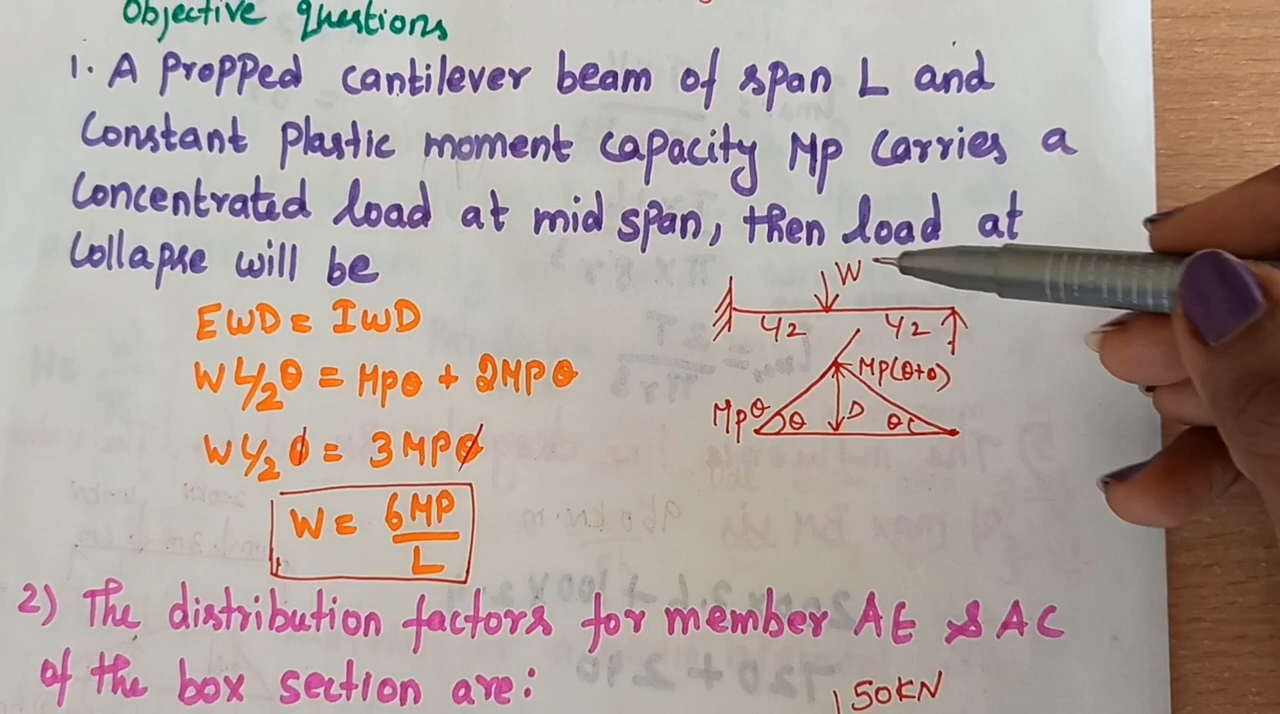 Objective questions
1. A propped cantilever beam of span L and
Constant plastic moment capacity Mp carries a
Concentrated load at mid span, then load at
Collapse will be
EWD = IWD
W L/2 θ = Mpθ + 2Mpθ
W L/2 θ = 3MPθ
W = 6MP/L
W
L/2 L/2
Mp(θ+θ)
Mpθ θ D θ
2) The distribution factors for member AE & AC
of the box section are:
150KN